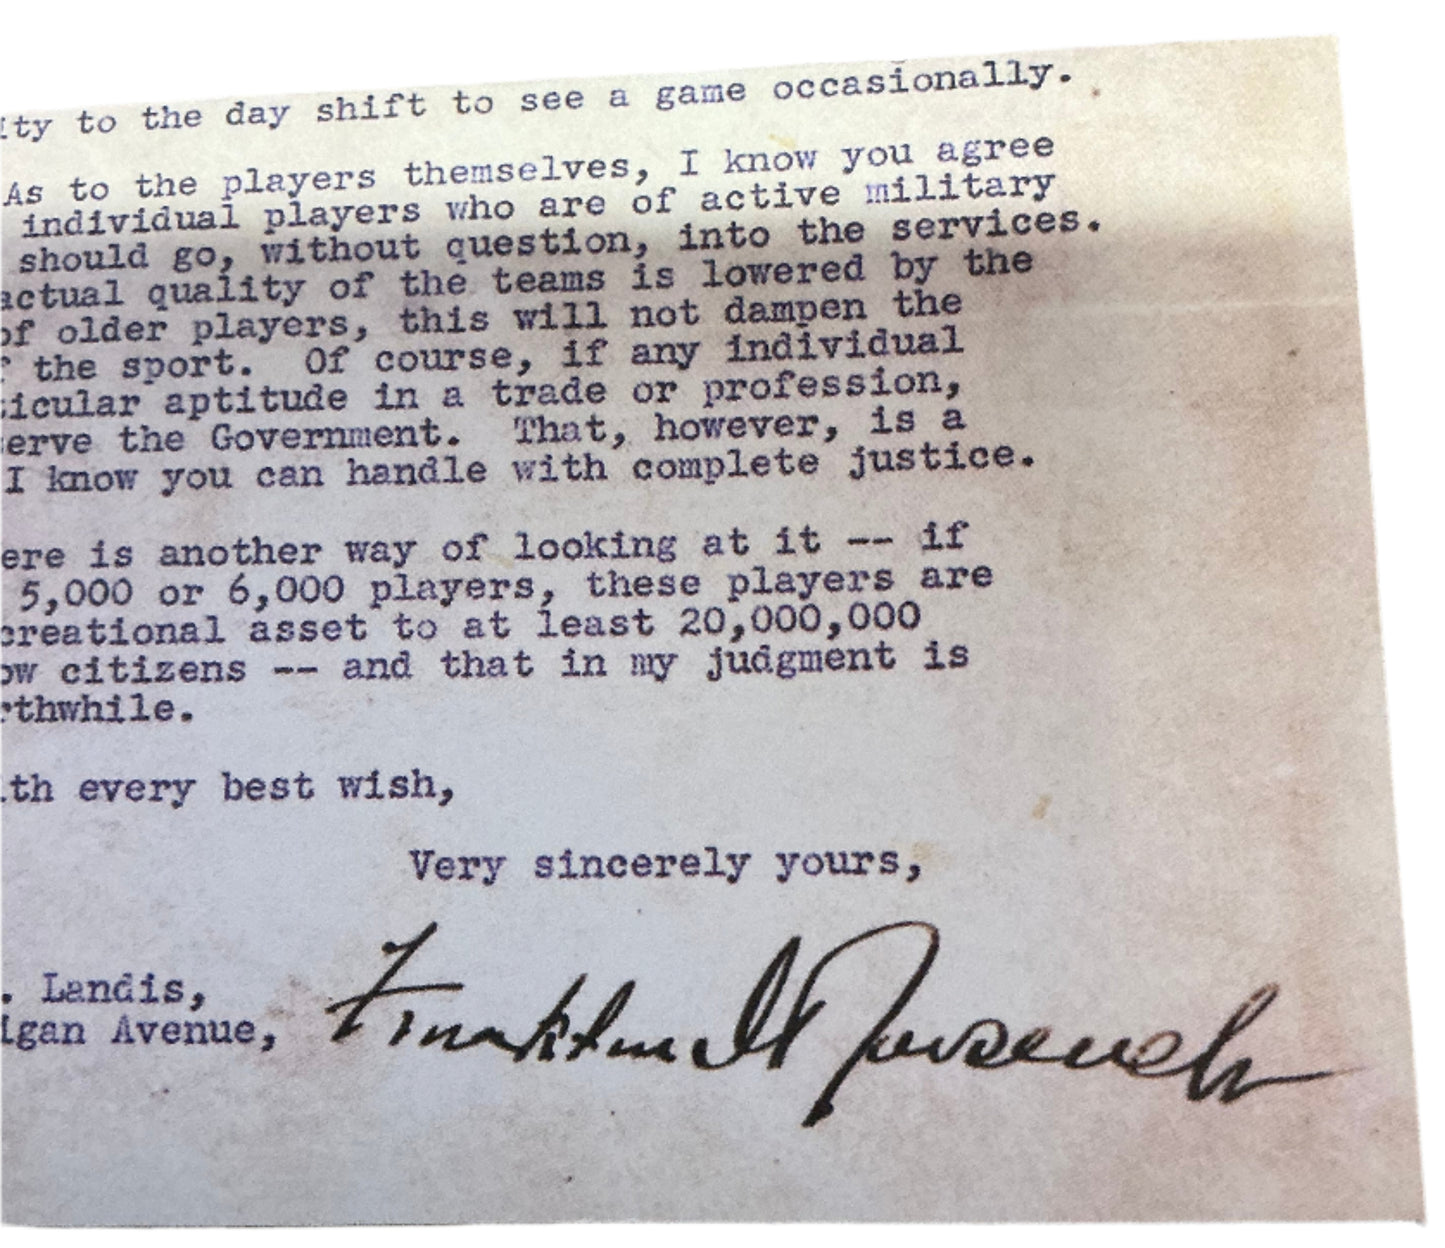 ity to the day shift to see a game occasionally.
As to the players themselves, I know you agree
individual players who are of active military
should go, without question, into the services.
actual quality of the teams is lowered by the
of older players, this will not dampen the
the sport. Of course, if any individual
icular aptitude in a trade or profession,
erve the Government. That, however, is a
I know you can handle with complete justice.
ere is another way of looking at it -- if
5,000 or 6,000 players, these players are
creational asset to at least 20,000,000
ow citizens -- and that in my judgment is
rthwhile.
ith every best wish,
Very sincerely yours,
. Landis,
igan Avenue,
Franklin D Roosevelt